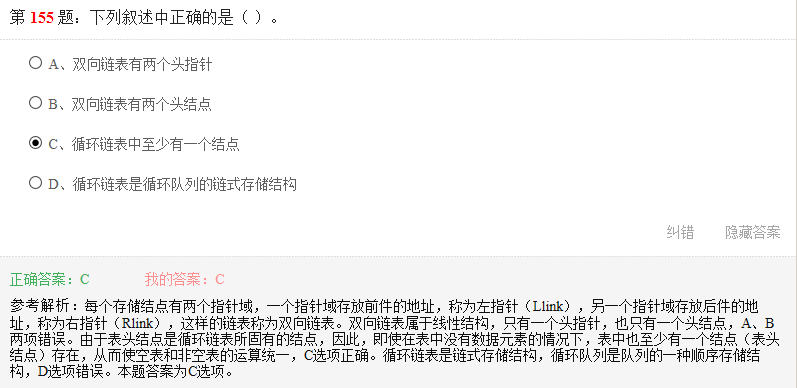 第 155 题：下列叙述中正确的是（ ）。
A、双向链表有两个头指针
B、双向链表有两个头结点
C、循环链表中至少有一个结点
D、循环链表是循环队列的链式存储结构
纠错 隐藏答案
正确答案：C 我的答案：C
参考解析：每个存储结点有两个指针域，一个指针域存放前件的地址，称为左指针（Llink），另一个指针域存放后件的地
址，称为右指针（Rlink），这样的链表称为双向链表。双向链表属于线性结构，只有一个头指针，也只有一个头结点，A、B
两项错误。由于表头结点是循环链表所固有的结点，因此，即使在表中没有数据元素的情况下，表中也至少有一个结点（表头
结点）存在，从而使空表和非空表的运算统一，C选项正确。循环链表是链式存储结构，循环队列是队列的一种顺序存储结
构，D选项错误。本题答案为C选项。